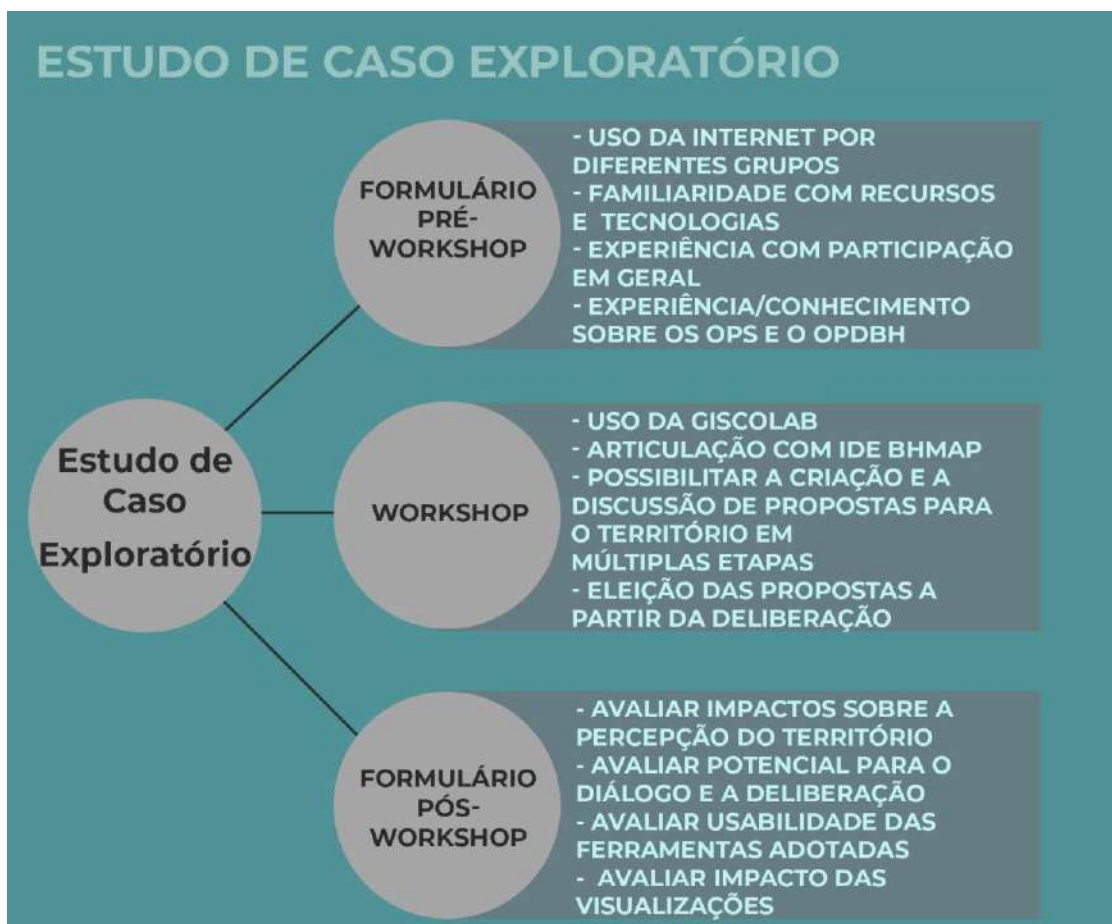 ESTUDO DE CASO EXPLORATÓRIO
FORMULÁRIO
PRÉ-
WORKSHOP
- USO DA INTERNET POR
DIFERENTES GRUPOS
- FAMILIARIDADE COM RECURSOS
E TECNOLOGIAS
- EXPERIÊNCIA COM PARTICIPAÇÃO
EM GERAL
- EXPERIÊNCIA/CONHECIMENTO
SOBRE OS OPS E O OPDBH
Estudo de
Caso
Exploratório
WORKSHOP
- USO DA GISCOLAB
- ARTICULAÇÃO COM IDE BHMAP
- POSSIBILITAR A CRIAÇÃO E A
DISCUSSÃO DE PROPOSTAS PARA
O TERRITÓRIO EM
MÚLTIPLAS ETAPAS
- ELEIÇÃO DAS PROPOSTAS A
PARTIR DA DELIBERAÇÃO
FORMULÁRIO
PÓS-
WORKSHOP
- AVALIAR IMPACTOS SOBRE A
PERCEPÇÃO DO TERRITÓRIO
- AVALIAR POTENCIAL PARA O
DIÁLOGO E A DELIBERAÇÃO
- AVALIAR USABILIDADE DAS
FERRAMENTAS ADOTADAS
- AVALIAR IMPACTO DAS
VISUALIZAÇÕES